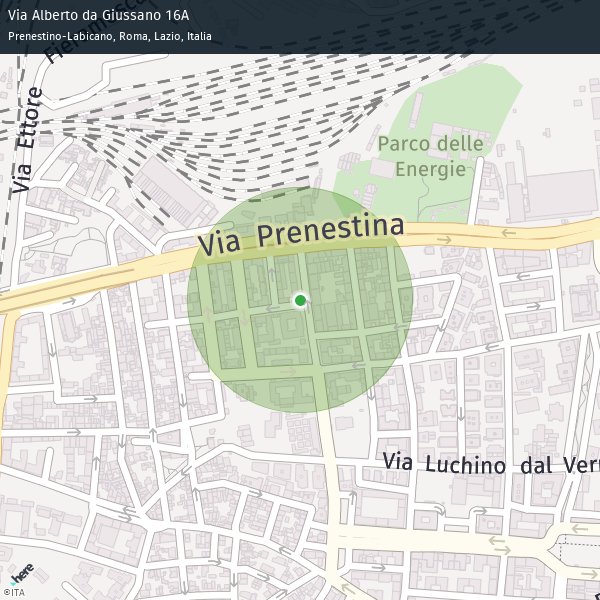 Via Alberto da Giussano 16A
Prenestino-Labicano, Roma, Lazio, Italia
Via Ettore
Parco delle
Energie
Via Prenestina
Via Luchino dal Ver
here
©ITA